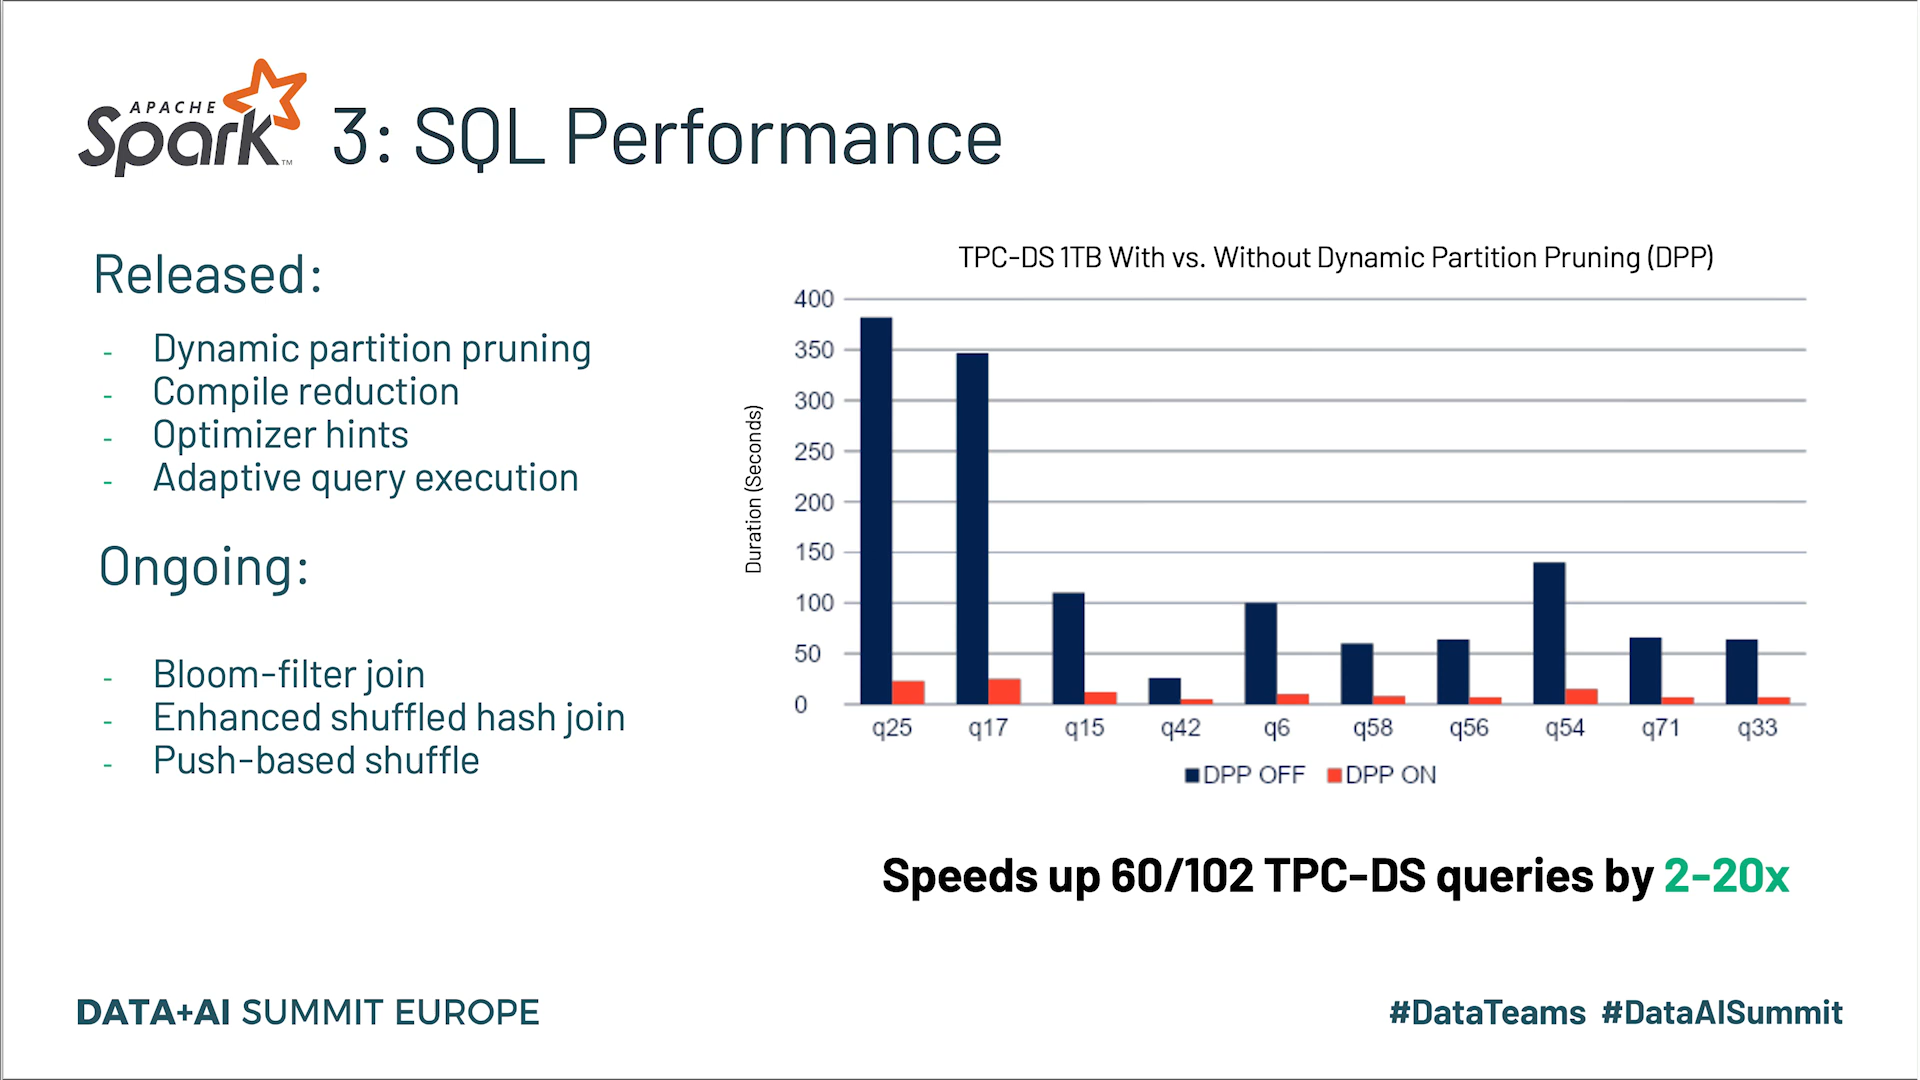 APACHE
Spark™ 3: SQL Performance
Released:
- Dynamic partition pruning
- Compile reduction
- Optimizer hints
- Adaptive query execution
Ongoing:
- Bloom-filter join
- Enhanced shuffled hash join
- Push-based shuffle
TPC-DS 1TB With vs. Without Dynamic Partition Pruning (DPP)
Duration (Seconds)
400
350
300
250
200
150
100
50
0
q25 q17 q15 q42 q6 q58 q56 q54 q71 q33
DPP OFF DPP ON
Speeds up 60/102 TPC-DS queries by 2-20x
DATA+AI SUMMIT EUROPE
#DataTeams #DataAISummit